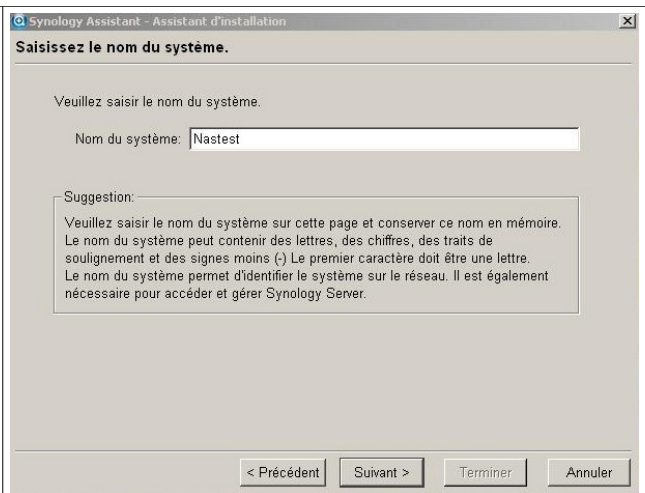 Synology Assistant - Assistant d'installation
Saisissez le nom du système.
Veuillez saisir le nom du système.
Nom du système: Nastest
Suggestion:
Veuillez saisir le nom du système sur cette page et conserver ce nom en mémoire.
Le nom du système peut contenir des lettres, des chiffres, des traits de
soulignement et des signes moins (-) Le premier caractère doit être une lettre.
Le nom du système permet d'identifier le système sur le réseau. Il est également
nécessaire pour accéder et gérer Synology Server.
< Précédent Suivant > Terminer Annuler